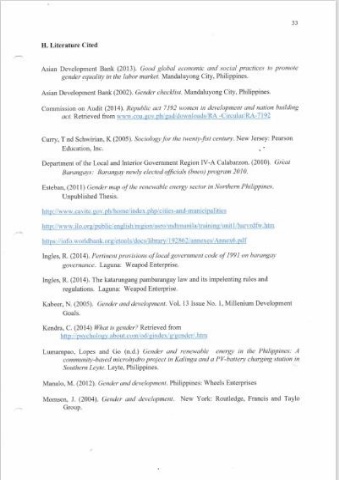 33
H. Literature Cited
Asian Development Bank (2013). Good global economic and social practices to promote
gender equality in the labor market. Mandaluyong City, Philippines.
Asian Development Bank (2002). Gender checklist. Mandaluyong City, Philippines.
Commission on Audit (2014). Republic act 7192 women in development and nation building
act. Retrieved from www.coa.gov.ph/gad/downloads/RA-Circular/RA-7192
Curry, T nd Schwirian, K (2005). Sociology for the twenty-fist century. New Jersey: Pearson
Education, Inc.
Department of the Local and Interior Government Region IV-A Calabarzon. (2010). Great
Barangays: Barangay newly elected officials (bneo) program 2010.
Esteban, (2011) Gender map of the renewable energy sector in Northern Philippines.
Unpublished Thesis.
http://www.cavite.gov.ph/home/index.php/cities-and-municipalities
http://www.ilo.org/public/english/region/asro/mdtmanila/training/unit1/harvrdfw.htm
https://info.worldbank.org/etools/docs/library/192862/annexes/Annex6.pdf
Ingles, R. (2014). Pertinent provisions of local government code of 1991 on barangay
governance. Laguna: Weapod Enterprise.
Ingles, R. (2014). The katarungang pambarangay law and its impelenting rules and
regulations. Laguna: Weapod Enterprise.
Kabeer, N. (2005). Gender and development. Vol. 13 Issue No. 1, Millenium Development
Goals.
Kendra, C. (2014) What is gender? Retrieved from
http://psychology.about.com/od/gindex/g/gender.htm
Lumampao, Lopes and Go (n.d.) Gender and renewable energy in the Philippines: A
community-based microhydro project in Kalinga and a PV-battery charging station in
Southern Leyte. Leyte, Philippines.
Manalo, M. (2012). Gender and development. Philippines: Wheels Enterprises
Momsen, J. (2004). Gender and development. New York: Routledge, Francis and Taylo
Group.